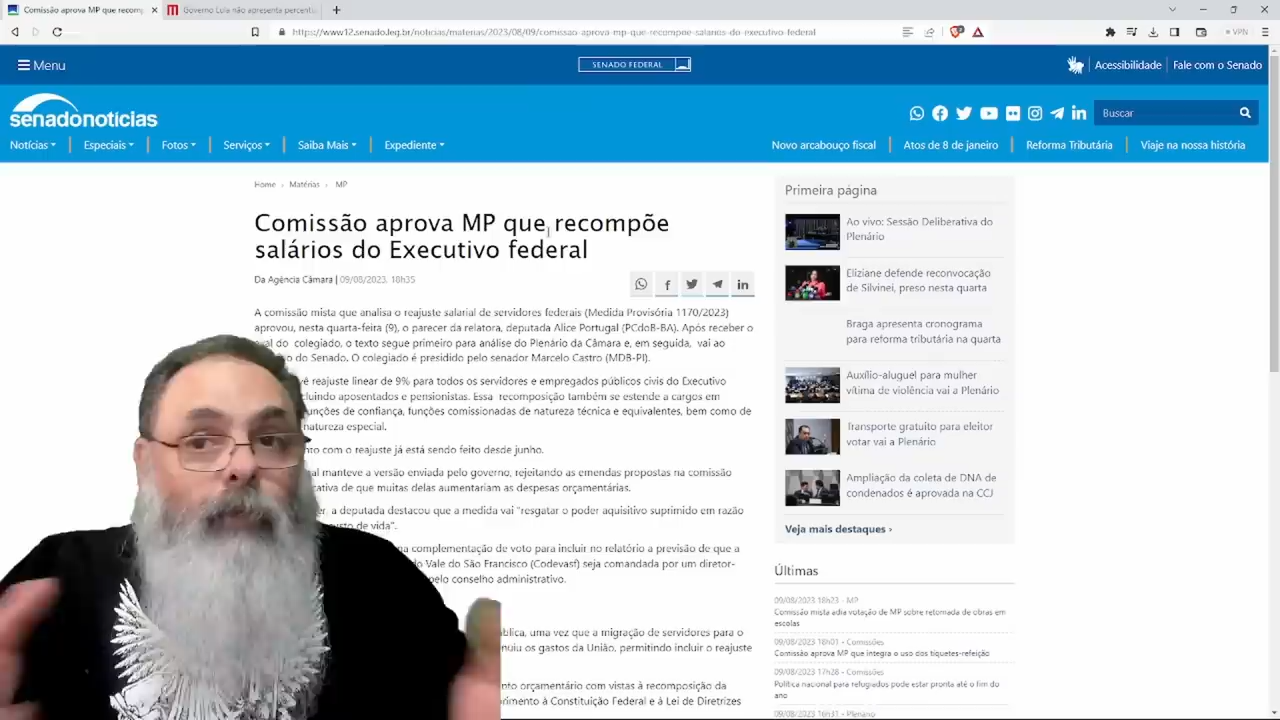 Comissão aprova MP que recomp
Governo Lula não apresenta percentu
https://www12.senado.leg.br/noticias/materias/2023/08/09/comissao-aprova-mp-que-recompoe-salarios-do-executivo-federal
VPN
Menu
SENADO FEDERAL
Acessibilidade
Fale com o Senado
senadonotícias
Buscar
Notícias
Especiais
Fotos
Serviços
Saiba Mais
Expediente
Novo arcabouço fiscal
Atos de 8 de janeiro
Reforma Tributária
Viaje na nossa história
Home › Matérias › MP
Comissão aprova MP que recompõe
salários do Executivo federal
Da Agência Câmara | 09/08/2023, 18h35
A comissão mista que analisa o reajuste salarial de servidores federais (Medida Provisória 1170/2023)
aprovou, nesta quarta-feira (9), o parecer da relatora, deputada Alice Portugal (PCdoB-BA). Após receber o
val do colegiado, o texto segue primeiro para análise do Plenário da Câmara e, em seguida, vai ao
do Senado. O colegiado é presidido pelo senador Marcelo Castro (MDB-PI).
vê reajuste linear de 9% para todos os servidores e empregados públicos civis do Executivo
cluindo aposentados e pensionistas. Essa recomposição também se estende a cargos em
unções de confiança, funções comissionadas de natureza técnica e equivalentes, bem como de
natureza especial.
nto com o reajuste já está sendo feito desde junho.
al manteve a versão enviada pelo governo, rejeitando as emendas propostas na comissão
cativa de que muitas delas aumentariam as despesas orçamentárias.
er, a deputada destacou que a medida vai "resgatar o poder aquisitivo suprimido em razão
usto de vida".
na complementação de voto para incluir no relatório a previsão de que a
do Vale do São Francisco (Codevasf) seja comandada por um diretor-
pelo conselho administrativo.
ública, uma vez que a migração de servidores para o
nuiu os gastos da União, permitindo incluir o reajuste
nto orçamentário com vistas à recomposição da
rimento à Constituição Federal e à Lei de Diretrizes
Primeira página
Ao vivo: Sessão Deliberativa do
Plenário
Eliziane defende reconvocação
de Silvinei, preso nesta quarta
Braga apresenta cronograma
para reforma tributária na quarta
Auxílio-aluguel para mulher
vítima de violência vai a Plenário
Transporte gratuito para eleitor
votar vai a Plenário
Ampliação da coleta de DNA de
condenados é aprovada na CCJ
Veja mais destaques ›
Últimas
09/08/2023 18h23 - MP
Comissão mista adia votação de MP sobre retomada de obras em
escolas
09/08/2023 18h01 - Comissões
Comissão aprova MP que integra o uso dos tíquetes-refeição
09/08/2023 17h28 - Comissões
Política nacional para refugiados pode estar pronta até o fim do
ano
09/08/2023 16h31 - Plenário